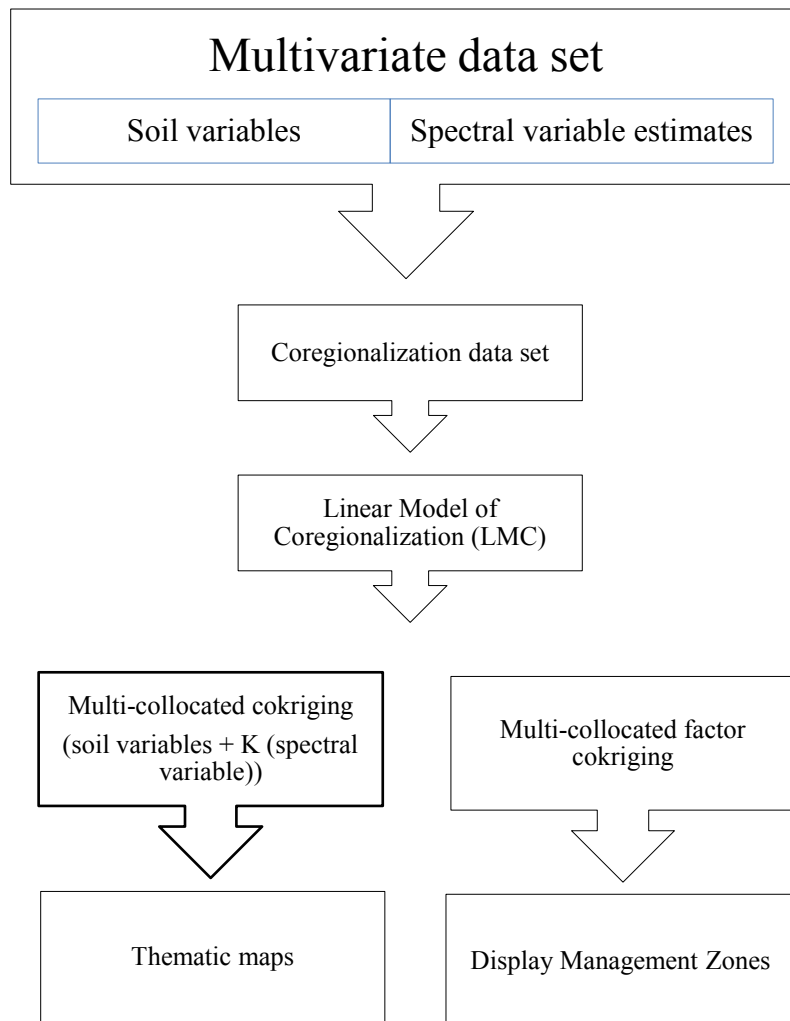 Multivariate data set
Soil variables
Spectral variable estimates
Coregionalization data set
Linear Model of
Coregionalization (LMC)
Multi-collocated cokriging
(soil variables + K (spectral
variable))
Multi-collocated factor
cokriging
Thematic maps
Display Management Zones